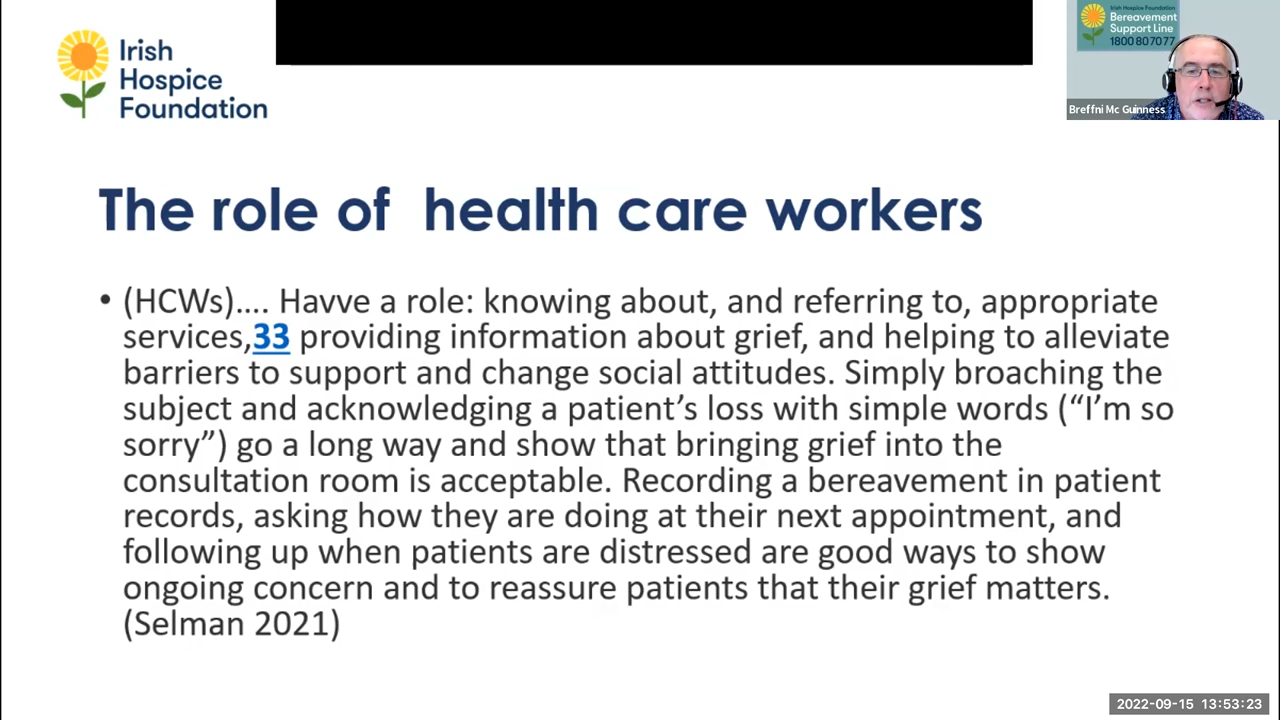 Irish
Hospice
Foundation
Irish Hospice Foundation
Bereavement
Support Line
1800 80 70 77
Breffni Mc Guinness
The role of  health care workers
• (HCWs)…. Havve a role: knowing about, and referring to, appropriate
services,33 providing information about grief, and helping to alleviate
barriers to support and change social attitudes. Simply broaching the
subject and acknowledging a patient’s loss with simple words (“I’m so
sorry”) go a long way and show that bringing grief into the
consultation room is acceptable. Recording a bereavement in patient
records, asking how they are doing at their next appointment, and
following up when patients are distressed are good ways to show
ongoing concern and to reassure patients that their grief matters.
(Selman 2021)
2022-09-15 13:53:23